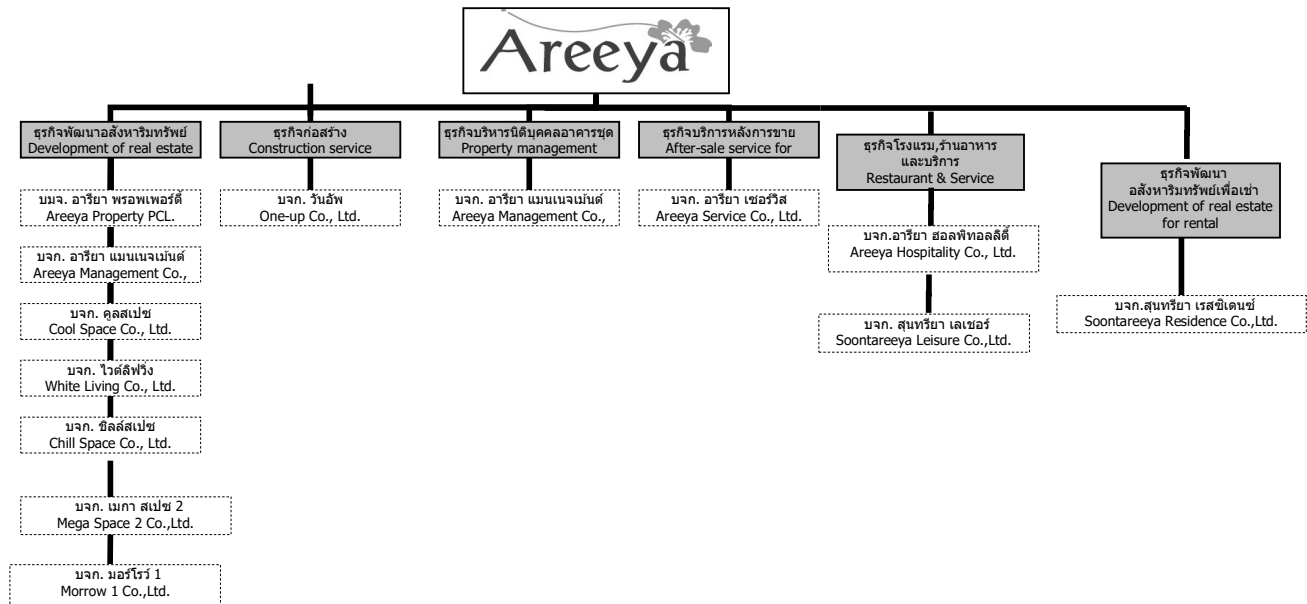 Areeya
ธุรกิจพัฒนาอสังหาริมทรัพย์
Development of real estate
ธุรกิจก่อสร้าง
Construction service
ธุรกิจบริหารนิติบุคคลอาคารชุด
Property management
ธุรกิจบริการหลังการขาย
After-sale service for
ธุรกิจโรงแรม,ร้านอาหาร
และบริการ
Restaurant & Service
ธุรกิจพัฒนา
อสังหาริมทรัพย์เพื่อเช่า
Development of real estate
for rental
บมจ. อารียา พรอพเพอร์ตี้
Areeya Property PCL.
บจก. วันอัพ
One-up Co., Ltd.
บจก. อารียา แมนเนจเม้นต์
Areeya Management Co.,
บจก. อารียา เซอร์วิส
Areeya Service Co., Ltd.
บจก.อารียา ฮอลพิทอลลิตี้
Areeya Hospitality Co., Ltd.
บจก. อารียา แมนเนจเม้นต์
Areeya Management Co.,
บจก. คูลสเปซ
Cool Space Co., Ltd.
บจก.สุนทรียา เรสซิเดนซ์
Soontareeya Residence Co.,Ltd.
บจก. สุนทรียา เลเชอร์
Soontareeya Leisure Co.,Ltd.
บจก. ไวต์ลิฟวิ่ง
White Living Co., Ltd.
บจก. ชิลล์สเปซ
Chill Space Co., Ltd.
บจก. เมกา สเปซ 2
Mega Space 2 Co.,Ltd.
บจก. มอร์โรว์ 1
Morrow 1 Co.,Ltd.